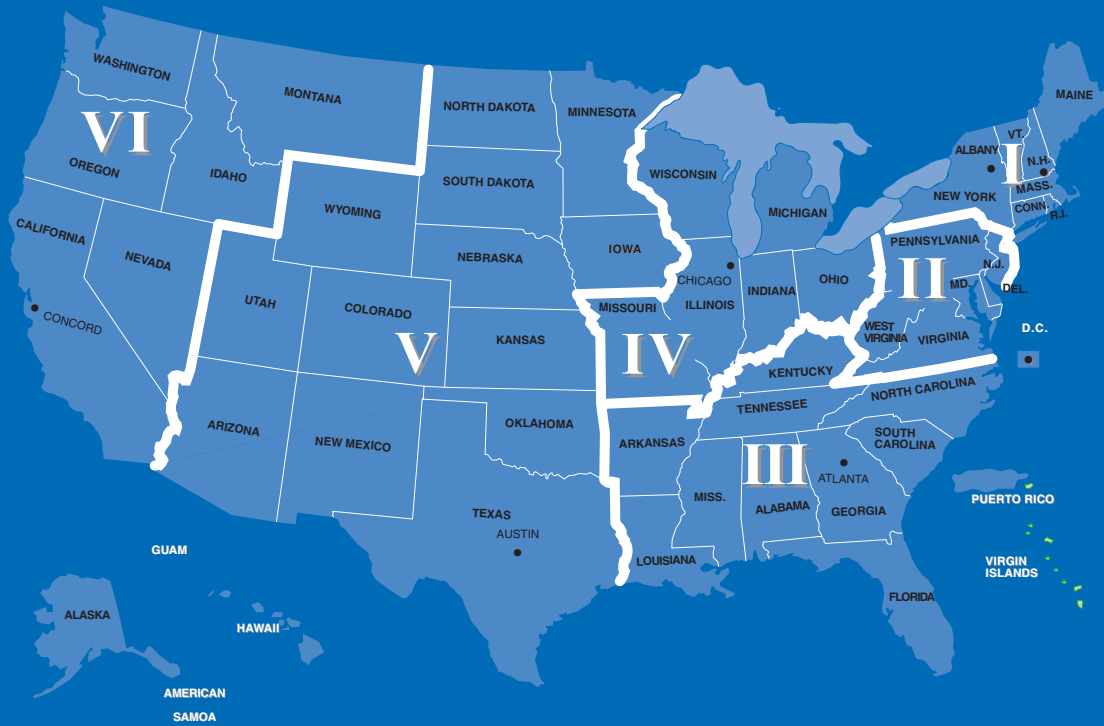 WASHINGTON
MONTANA
NORTH DAKOTA
MINNESOTA
MAINE
VI
OREGON
IDAHO
SOUTH DAKOTA
WISCONSIN
MICHIGAN
ALBANY
VT.
I
N.H.
MASS.
NEW YORK
CONN.
R.I.
WYOMING
CALIFORNIA
NEVADA
NEBRASKA
IOWA
CHICAGO
ILLINOIS
INDIANA
OHIO
PENNSYLVANIA
II
N.J.
MD.
DEL.
UTAH
COLORADO
CONCORD
V
KANSAS
MISSOURI
IV
WEST
VIRGINIA
VIRGINIA
D.C.
KENTUCKY
NORTH CAROLINA
TENNESSEE
ARIZONA
NEW MEXICO
OKLAHOMA
ARKANSAS
SOUTH
CAROLINA
III
ATLANTA
MISS.
ALABAMA
GEORGIA
PUERTO RICO
TEXAS
AUSTIN
LOUISIANA
GUAM
VIRGIN
ISLANDS
FLORIDA
ALASKA
HAWAII
AMERICAN
SAMOA